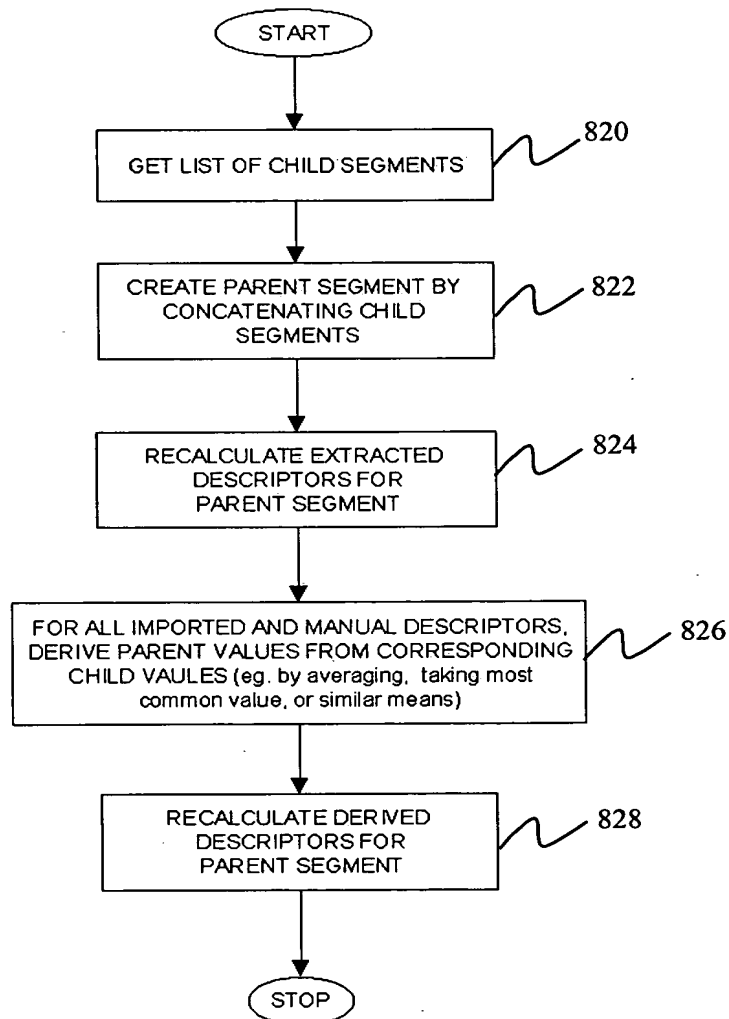 START
GET LIST OF CHILD SEGMENTS
820
CREATE PARENT SEGMENT BY
CONCATENATING CHILD
SEGMENTS
822
RECALCULATE EXTRACTED
DESCRIPTORS FOR
PARENT SEGMENT
824
FOR ALL IMPORTED AND MANUAL DESCRIPTORS,
DERIVE PARENT VALUES FROM CORRESPONDING
CHILD VAULES (eg. by averaging, taking most
common value, or similar means)
826
RECALCULATE DERIVED
DESCRIPTORS FOR
PARENT SEGMENT
828
STOP